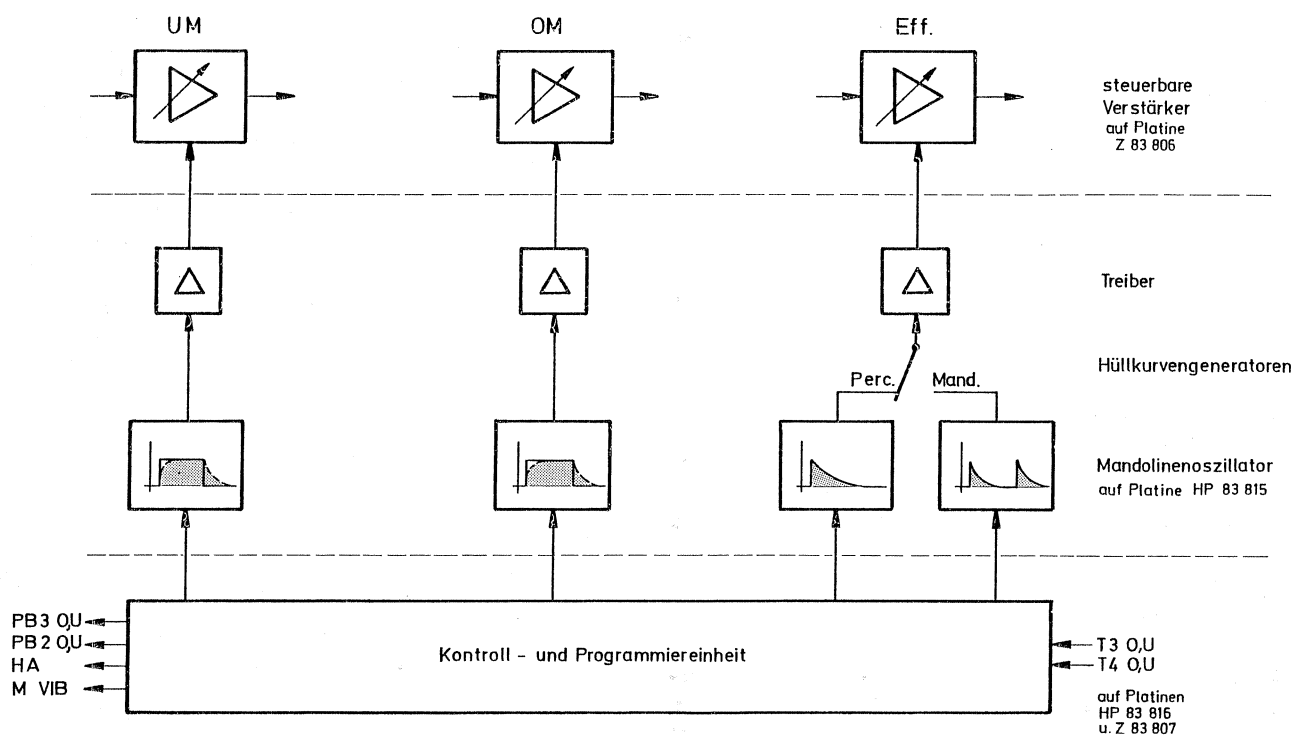 UM
OM
Eff.
steuerbare
Verstärker
auf Platine
Z 83 806
Treiber
Hüllkurvengeneratoren
Perc.
Mand.
Mandolinenoszillator
auf Platine HP 83 815
PB3 O,U
PB2 O,U
HA
M VIB
Kontroll - und Programmiereinheit
T3 O,U
T4 O,U
auf Platinen
HP 83 816
u. Z 83 807